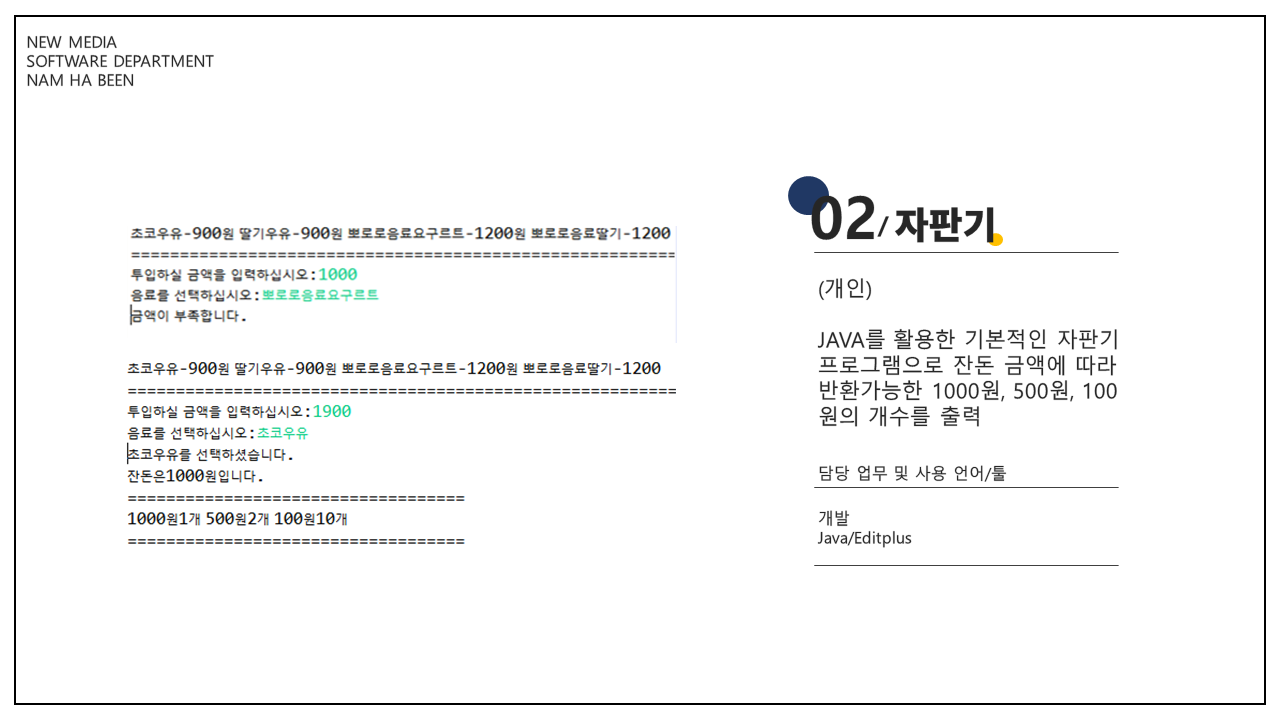 NEW MEDIA
SOFTWARE DEPARTMENT
NAM HA BEEN
초코우유-900원 딸기우유-900원 뽀로로음료요구르트-1200원 뽀로로음료딸기-1200
========================================================
투입하실 금액을 입력하십시오:1000
음료를 선택하십시오:뽀로로음료요구르트
금액이 부족합니다.
초코우유-900원 딸기우유-900원 뽀로로음료요구르트-1200원 뽀로로음료딸기-1200
========================================================
투입하실 금액을 입력하십시오:1900
음료를 선택하십시오:초코우유
초코우유를 선택하셨습니다.
잔돈은1000원입니다.
===================================
1000원1개 500원2개 100원10개
===================================
02/ 자판기
(개인)
JAVA를 활용한 기본적인 자판기
프로그램으로 잔돈 금액에 따라
반환가능한 1000원, 500원, 100
원의 개수를 출력
담당 업무 및 사용 언어/툴
개발
Java/Editplus